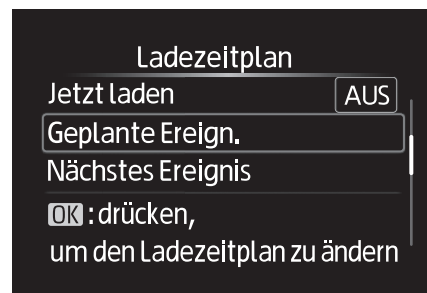 Ladezeitplan
Jetzt laden AUS
Geplante Ereign.
Nächstes Ereignis
OK : drücken,
um den Ladezeitplan zu ändern